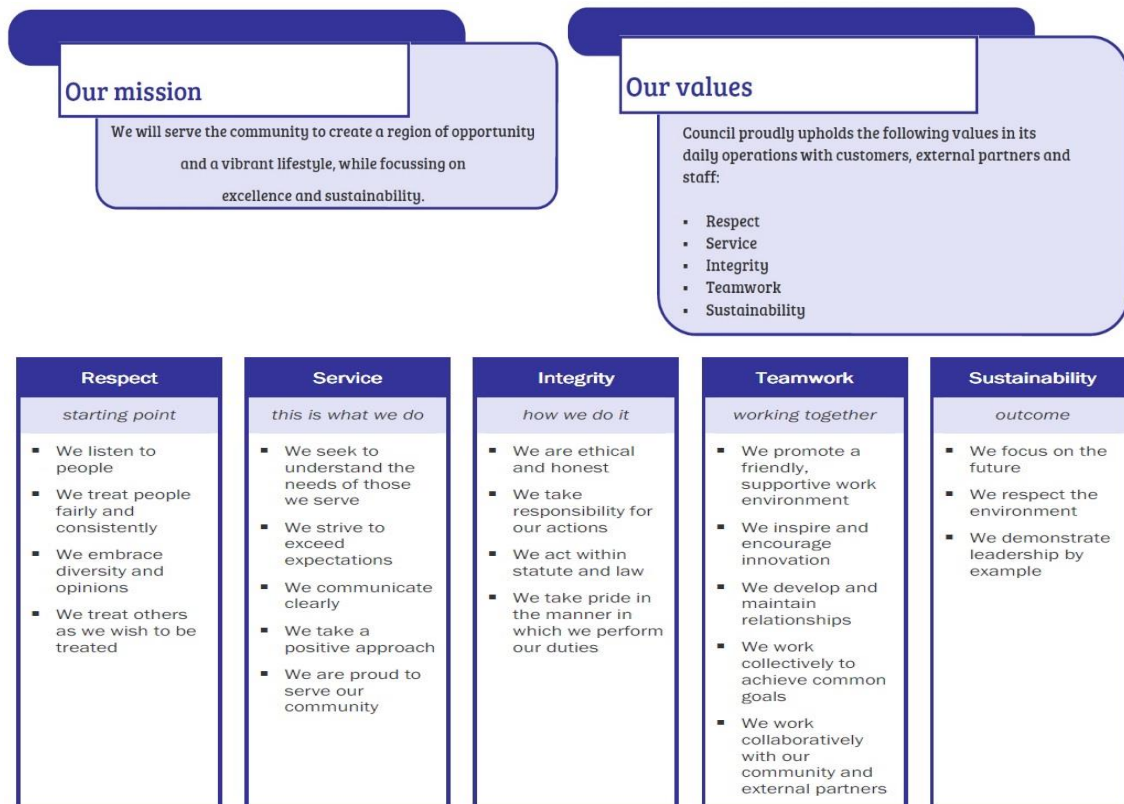 Our mission
We will serve the community to create a region of opportunity
and a vibrant lifestyle, while focussing on
excellence and sustainability.
Our values
Council proudly upholds the following values in its
daily operations with customers, external partners and
staff:
▪ Respect
▪ Service
▪ Integrity
▪ Teamwork
▪ Sustainability
Respect
starting point
▪ We listen to
people
▪ We treat people
fairly and
consistently
▪ We embrace
diversity and
opinions
▪ We treat others
as we wish to be
treated
Service
this is what we do
▪ We seek to
understand the
needs of those
we serve
▪ We strive to
exceed
expectations
▪ We communicate
clearly
▪ We take a
positive approach
▪ We are proud to
serve our
community
Integrity
how we do it
▪ We are ethical
and honest
▪ We take
responsibility for
our actions
▪ We act within
statute and law
▪ We take pride in
the manner in
which we perform
our duties
Teamwork
working together
▪ We promote a
friendly,
supportive work
environment
▪ We inspire and
encourage
innovation
▪ We develop and
maintain
relationships
▪ We work
collectively to
achieve common
goals
▪ We work
collaboratively
with our
community and
external partners
Sustainability
outcome
▪ We focus on the
future
▪ We respect the
environment
▪ We demonstrate
leadership by
example